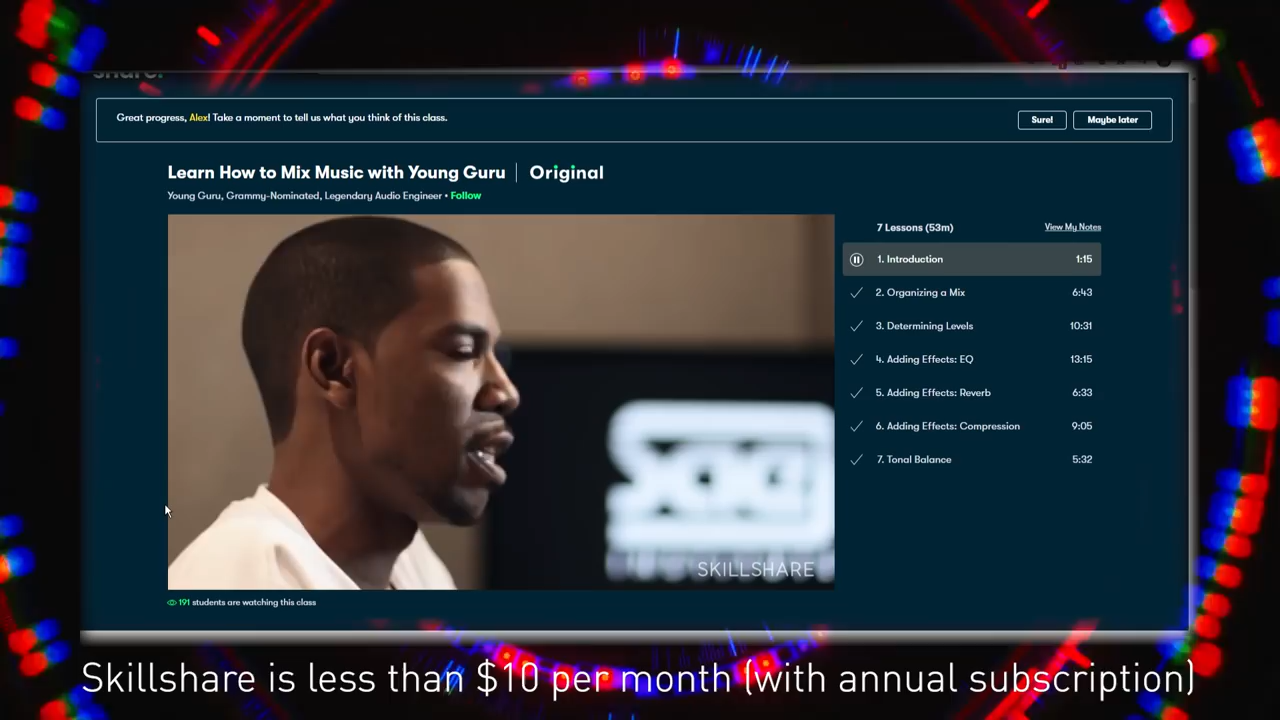 share.
Great progress, Alex! Take a moment to tell us what you think of this class.
Sure!
Maybe later
Learn How to Mix Music with Young Guru | Original
Young Guru, Grammy-Nominated, Legendary Audio Engineer • Follow
7 Lessons (53m)
View My Notes
1. Introduction 1:15
2. Organizing a Mix 6:43
3. Determining Levels 10:31
4. Adding Effects: EQ 13:15
5. Adding Effects: Reverb 6:33
6. Adding Effects: Compression 9:05
7. Tonal Balance 5:32
SKILLSHARE
191 students are watching this class
Skillshare is less than $10 per month (with annual subscription)